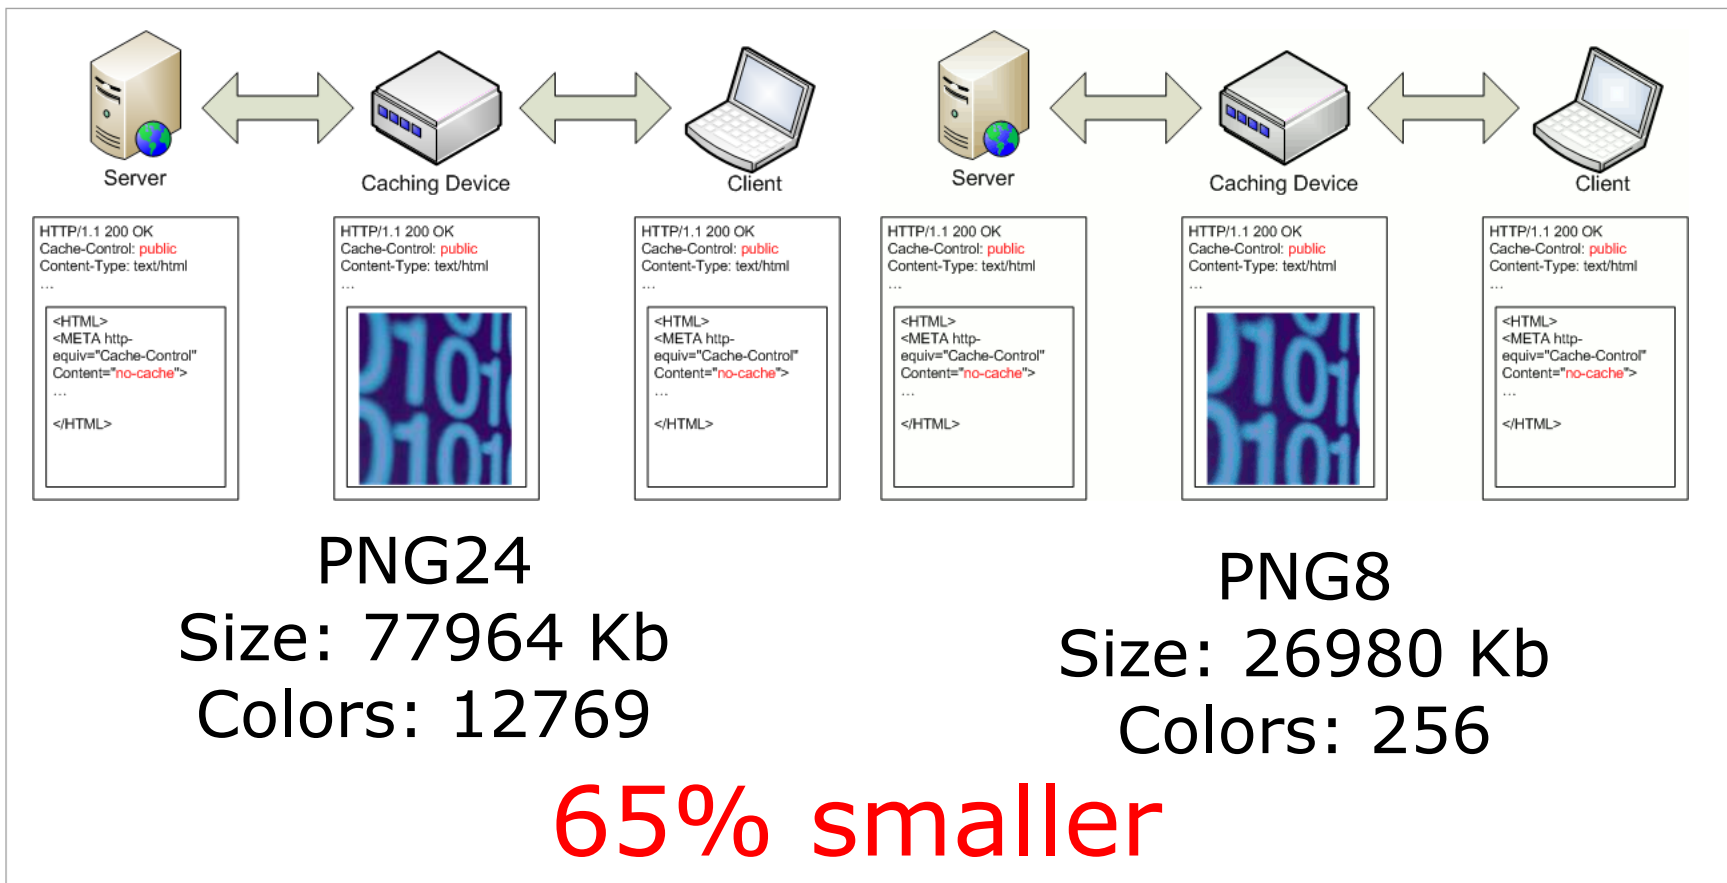 Server
Caching Device
Client
HTTP/1.1 200 OK
Cache-Control: public
Content-Type: text/html
...
<HTML>
<META http-
equiv="Cache-Control"
Content="no-cache">
...
</HTML>
HTTP/1.1 200 OK
Cache-Control: public
Content-Type: text/html
...
HTTP/1.1 200 OK
Cache-Control: public
Content-Type: text/html
...
<HTML>
<META http-
equiv="Cache-Control"
Content="no-cache">
...
</HTML>
PNG24
Size: 77964 Kb
Colors: 12769
Server
Caching Device
Client
HTTP/1.1 200 OK
Cache-Control: public
Content-Type: text/html
...
<HTML>
<META http-
equiv="Cache-Control"
Content="no-cache">
...
</HTML>
HTTP/1.1 200 OK
Cache-Control: public
Content-Type: text/html
...
HTTP/1.1 200 OK
Cache-Control: public
Content-Type: text/html
...
<HTML>
<META http-
equiv="Cache-Control"
Content="no-cache">
...
</HTML>
PNG8
Size: 26980 Kb
Colors: 256
65% smaller